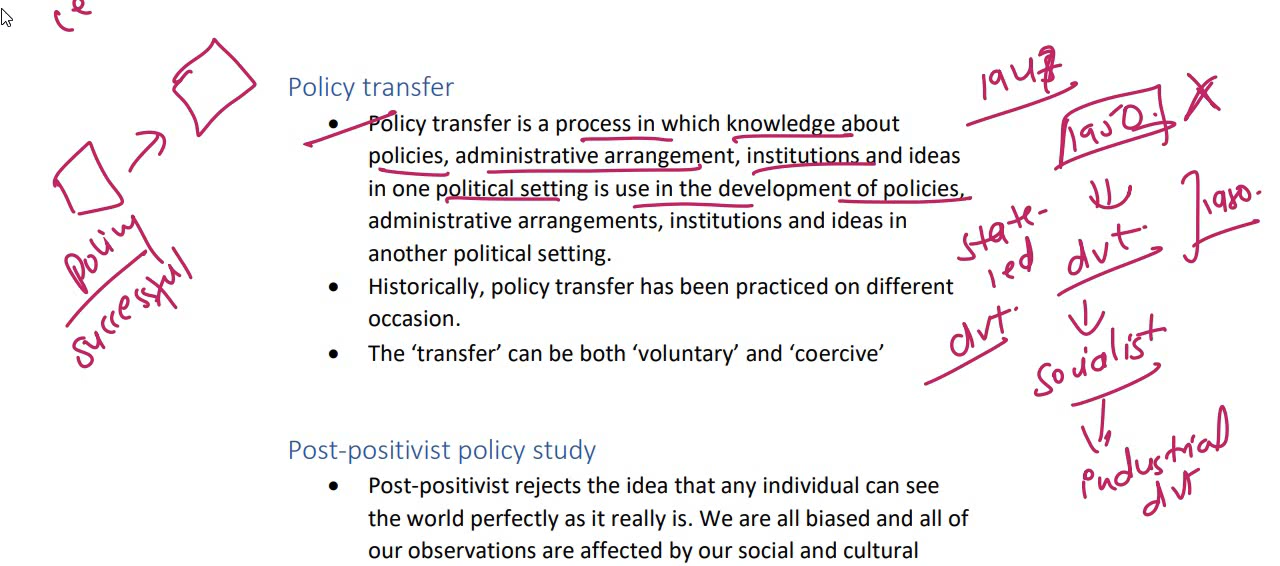 Policy transfer
• Policy transfer is a process in which knowledge about
policies, administrative arrangement, institutions and ideas
in one political setting is use in the development of policies,
administrative arrangements, institutions and ideas in
another political setting.
• Historically, policy transfer has been practiced on different
occasion.
• The ‘transfer’ can be both ‘voluntary’ and ‘coercive’
Post-positivist policy study
• Post-positivist rejects the idea that any individual can see
the world perfectly as it really is. We are all biased and all of
our observations are affected by our social and cultural
Policy
successful
1947
1950.
state-
led
dvt.
dvt.
1980.
Socialist
industrial
dvt